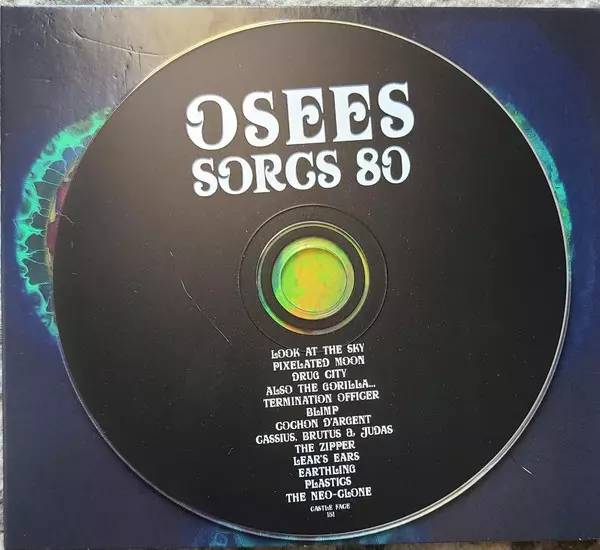 OSEES
SORCS 80
LOOK AT THE SKY
PIXELATED MOON
DRUG CITY
ALSO THE GORILLA...
TERMINATION OFFICER
BLIMP
COCHON D'ARGENT
CASSIUS, BRUTUS & JUDAS
THE ZIPPER
LEAR'S EARS
EARTHLING
PLASTICS
THE NEO-CLONE
CASTLE FACE
151